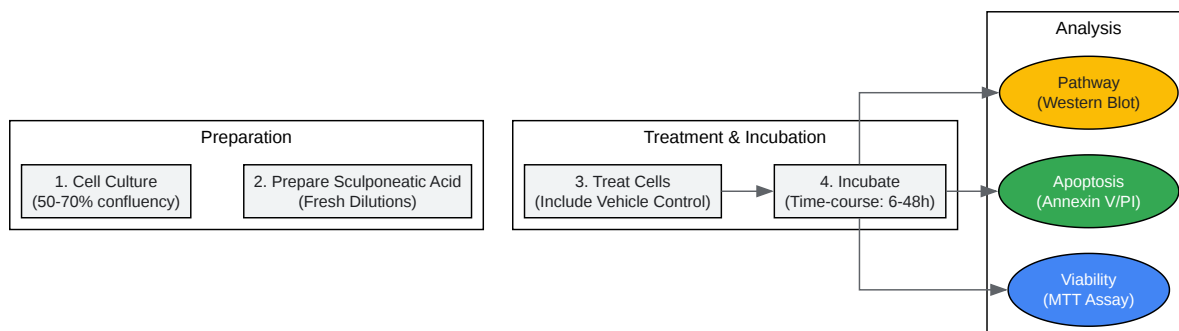 Preparation
1. Cell Culture
(50-70% confluency)
2. Prepare Sculponeatic Acid
(Fresh Dilutions)
Treatment & Incubation
3. Treat Cells
(Include Vehicle Control)
4. Incubate
(Time-course: 6-48h)
Analysis
Pathway
(Western Blot)
Apoptosis
(Annexin V/PI)
Viability
(MTT Assay)